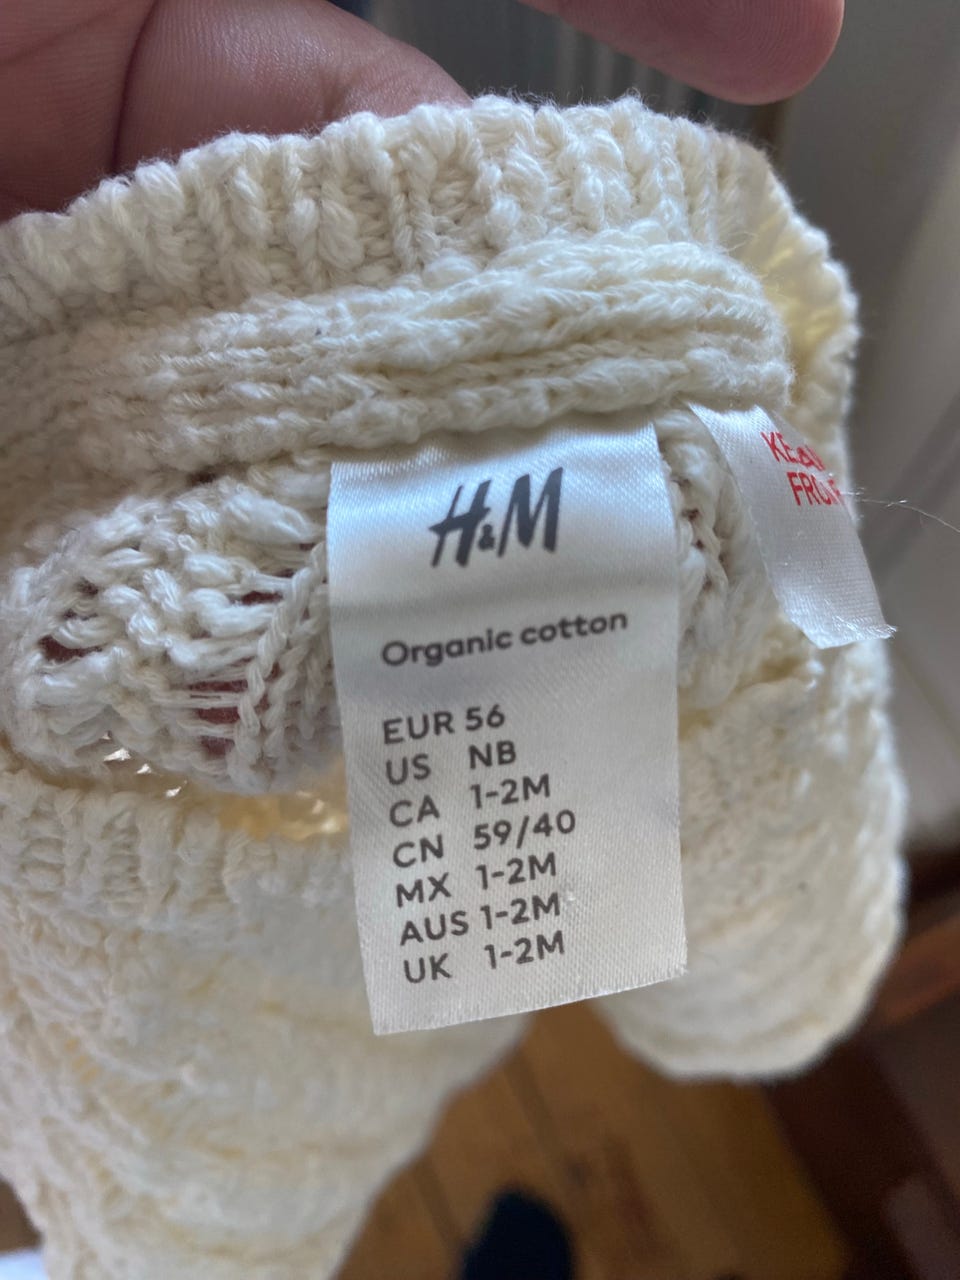 H&M
Organic cotton
EUR 56
US NB
CA 1-2M
CN 59/40
MX 1-2M
AUS 1-2M
UK 1-2M